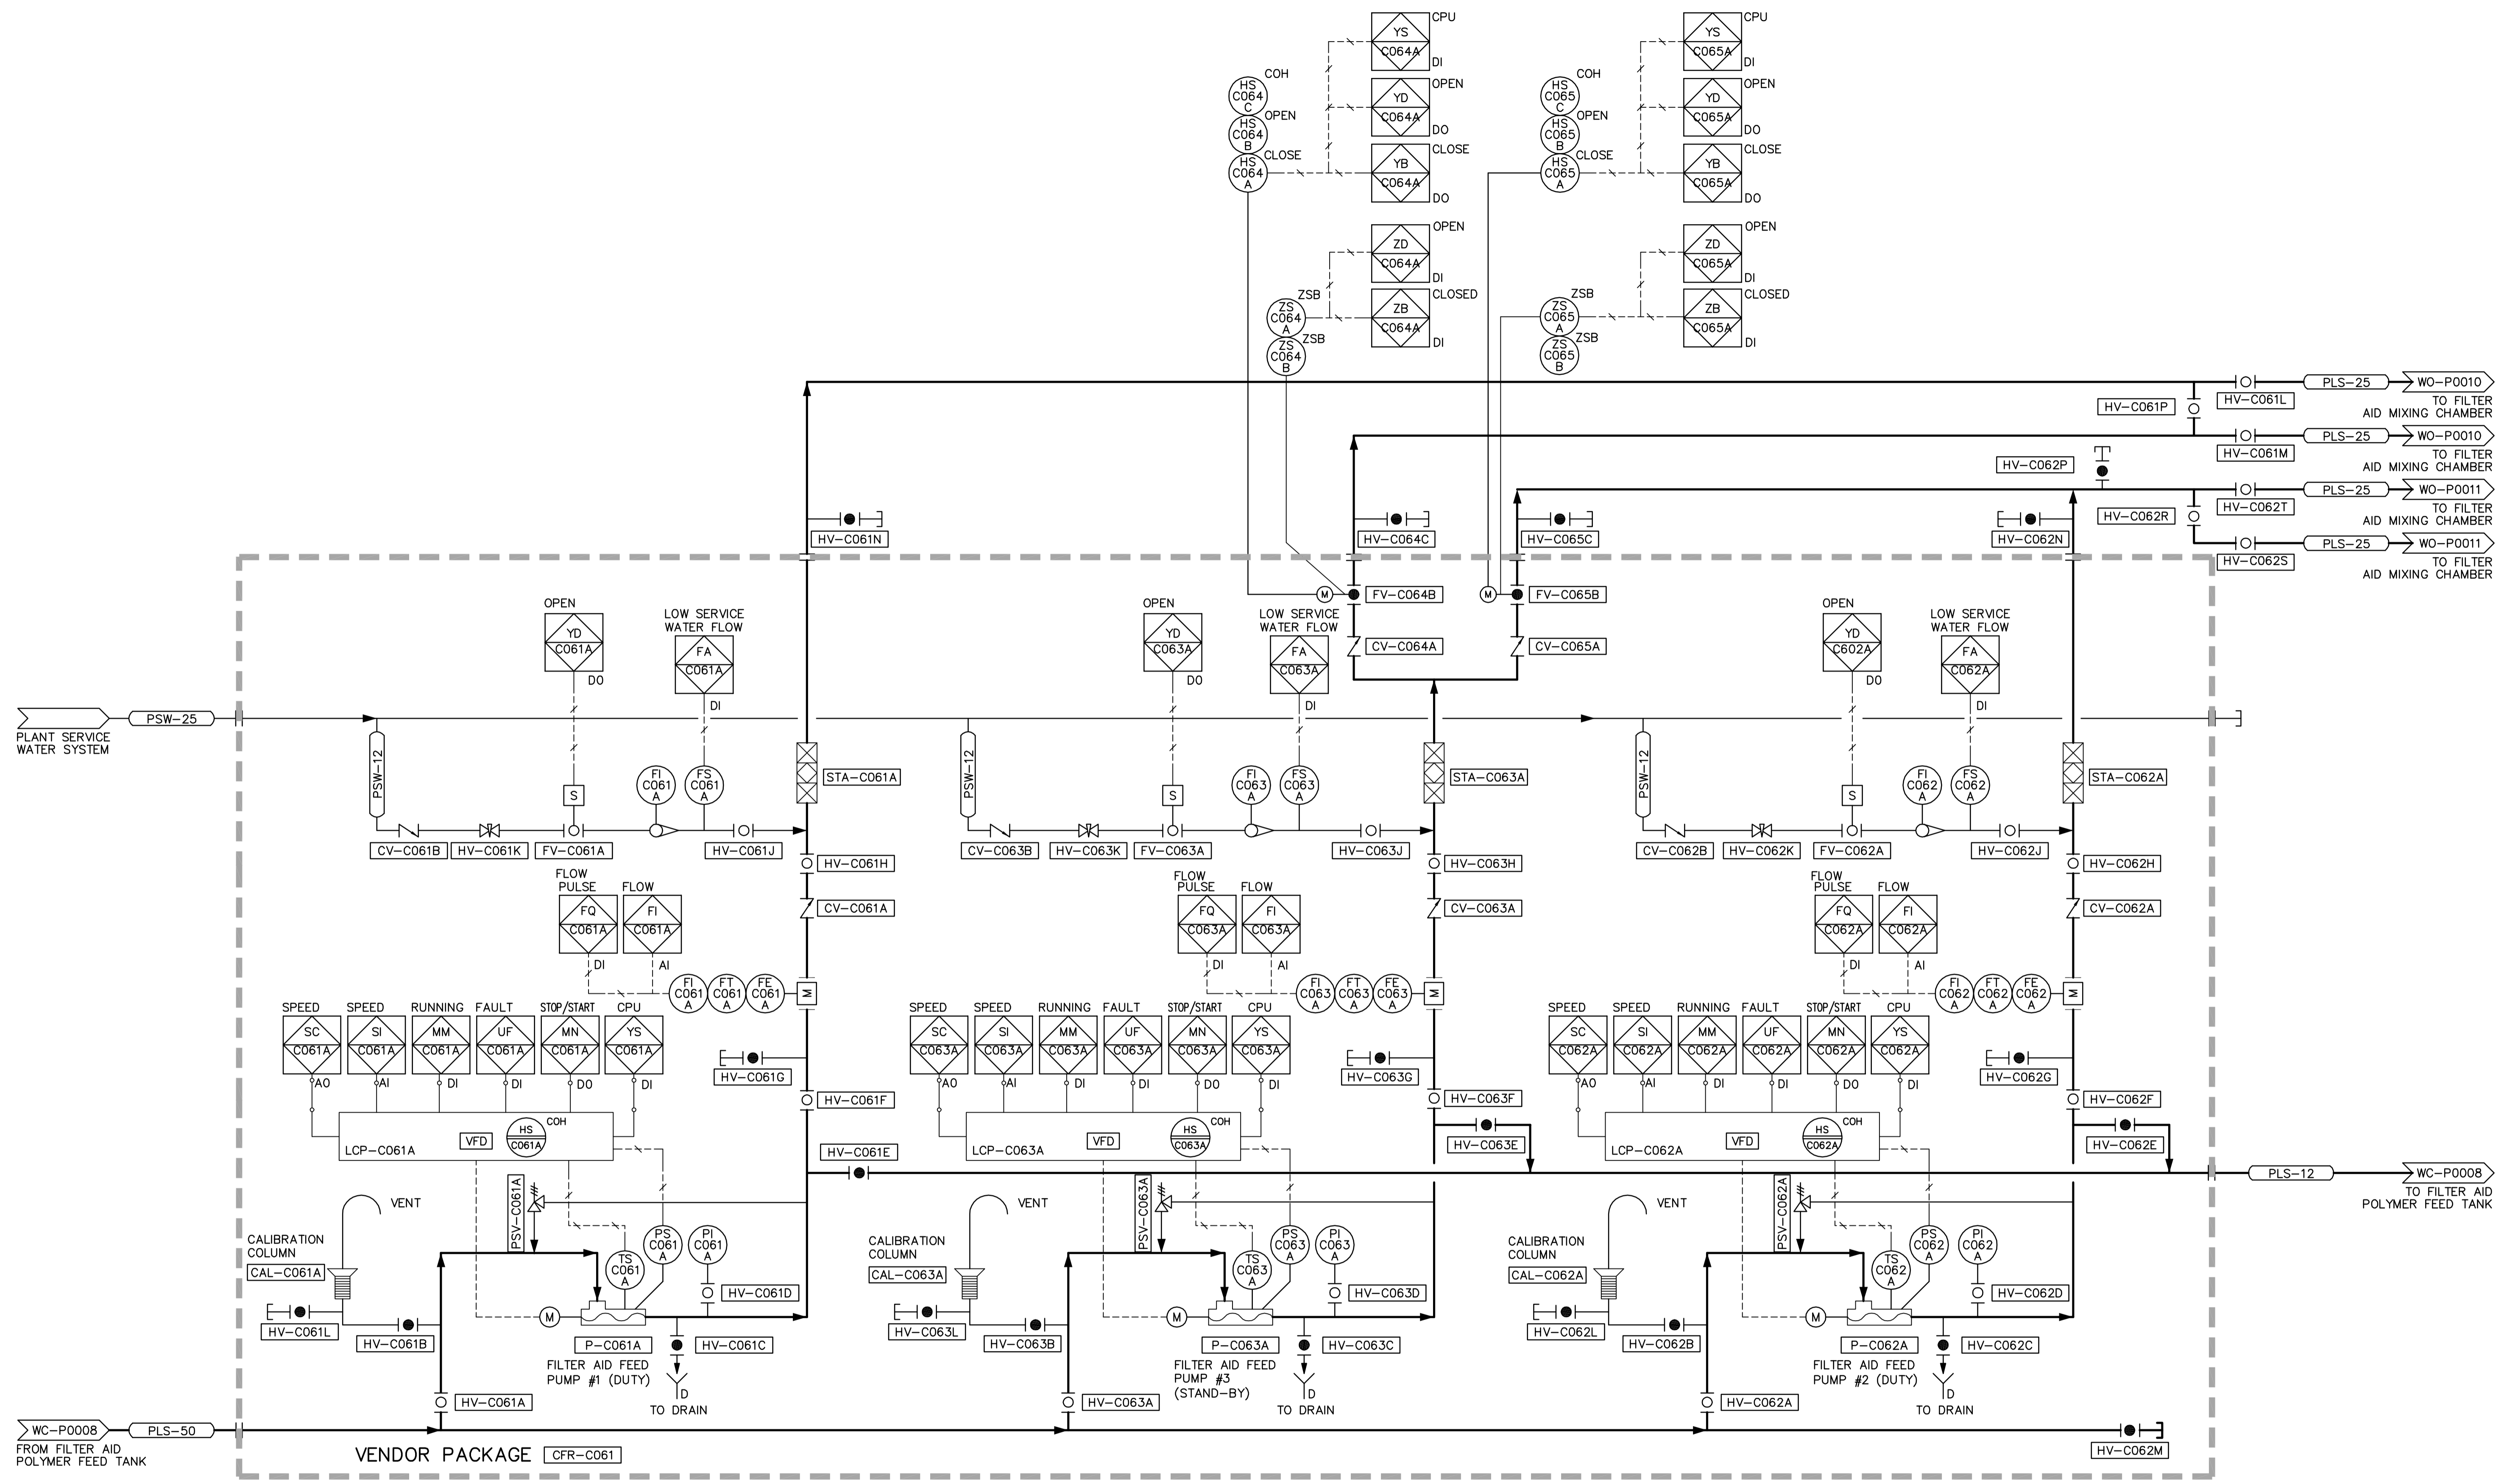 YS
C064A
CPU
DI
YD
C064A
OPEN
DO
YB
C064A
CLOSE
DO
HS
C064
C
COH
HS
C064
B
OPEN
HS
C064
A
CLOSE
ZD
C064A
OPEN
DI
ZB
C064A
CLOSED
DI
ZS
C064
A
ZSB
ZS
C064
B
ZSB
YS
C065A
CPU
DI
YD
C065A
OPEN
DO
YB
C065A
CLOSE
DO
HS
C065
C
COH
HS
C065
B
OPEN
HS
C065
A
CLOSE
ZD
C065A
OPEN
DI
ZB
C065A
CLOSED
DI
ZS
C065
A
ZSB
ZS
C065
B
ZSB
HV-C061P
HV-C061L
PLS-25
WO-P0010
TO FILTER
AID MIXING CHAMBER
HV-C061M
PLS-25
WO-P0010
TO FILTER
AID MIXING CHAMBER
HV-C062P
HV-C062T
PLS-25
WO-P0011
TO FILTER
AID MIXING CHAMBER
HV-C062R
HV-C062S
PLS-25
WO-P0011
TO FILTER
AID MIXING CHAMBER
HV-C061N
HV-C064C
HV-C065C
HV-C062N
M
FV-C064B
M
FV-C065B
CV-C064A
CV-C065A
PLANT SERVICE
WATER SYSTEM
PSW-25
OPEN
YD
C061A
DO
LOW SERVICE
WATER FLOW
FA
C061A
DI
PSW-12
S
FI
C061
A
FS
C061
A
STA-C061A
CV-C061B
HV-C061K
FV-C061A
HV-C061J
HV-C061H
CV-C061A
OPEN
YD
C063A
DO
LOW SERVICE
WATER FLOW
FA
C063A
DI
PSW-12
S
FI
C063
A
FS
C063
A
STA-C063A
CV-C063B
HV-C063K
FV-C063A
HV-C063J
HV-C063H
CV-C063A
OPEN
YD
C602A
DO
LOW SERVICE
WATER FLOW
FA
C062A
DI
PSW-12
S
FI
C062
A
FS
C062
A
STA-C062A
CV-C062B
HV-C062K
FV-C062A
HV-C062J
HV-C062H
CV-C062A
FLOW
PULSE
FQ
C061A
DI
FLOW
FI
C061A
AI
FI
C061
A
FT
C061
A
FE
C061
A
M
FLOW
PULSE
FQ
C063A
DI
FLOW
FI
C063A
AI
FI
C063
A
FT
C063
A
FE
C063
A
M
FLOW
PULSE
FQ
C062A
DI
FLOW
FI
C062A
AI
FI
C062
A
FT
C062
A
FE
C062
A
M
SPEED
SC
C061A
AO
SPEED
SI
C061A
AI
RUNNING
MM
C061A
DI
FAULT
UF
C061A
DI
STOP/START
MN
C061A
DO
CPU
YS
C061A
DI
HV-C061G
HV-C061F
LCP-C061A
VFD
HS
C061A
COH
HV-C061E
SPEED
SC
C063A
AO
SPEED
SI
C063A
AI
RUNNING
MM
C063A
DI
FAULT
UF
C063A
DI
STOP/START
MN
C063A
DO
CPU
YS
C063A
DI
HV-C063G
HV-C063F
LCP-C063A
VFD
HS
C063A
COH
HV-C063E
SPEED
SC
C062A
AO
SPEED
SI
C062A
AI
RUNNING
MM
C062A
DI
FAULT
UF
C062A
DI
STOP/START
MN
C062A
DO
CPU
YS
C062A
DI
HV-C062G
HV-C062F
LCP-C062A
VFD
HS
C062A
COH
HV-C062E
PLS-12
WC-P0008
TO FILTER AID
POLYMER FEED TANK
VENT
CALIBRATION
COLUMN
CAL-C061A
HV-C061L
HV-C061B
PSV-C061A
TS
C061
A
PS
C061
A
PI
C061
A
HV-C061D
M
P-C061A
HV-C061C
FILTER AID FEED
PUMP #1 (DUTY)
D
TO DRAIN
HV-C061A
VENT
CALIBRATION
COLUMN
CAL-C063A
HV-C063L
HV-C063B
PSV-C063A
TS
C063
A
PS
C063
A
PI
C063
A
HV-C063D
M
P-C063A
HV-C063C
FILTER AID FEED
PUMP #3
(STAND-BY)
D
TO DRAIN
HV-C063A
VENT
CALIBRATION
COLUMN
CAL-C062A
HV-C062L
HV-C062B
PSV-C062A
TS
C062
A
PS
C062
A
PI
C062
A
HV-C062D
M
P-C062A
HV-C062C
FILTER AID FEED
PUMP #2 (DUTY)
D
TO DRAIN
HV-C062A
WC-P0008
PLS-50
FROM FILTER AID
POLYMER FEED TANK
VENDOR PACKAGE
CFR-C061
HV-C062M